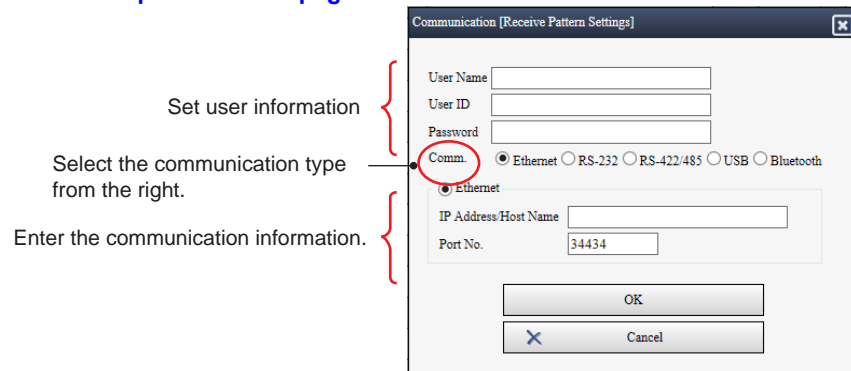 Communication [Receive Pattern Settings]
User Name
Set user information
User ID
Password
Select the communication type
from the right.
Comm. Ethernet RS-232 RS-422/485 USB Bluetooth
Ethernet
Enter the communication information.
IP Address/Host Name
Port No. 34434
OK
Cancel